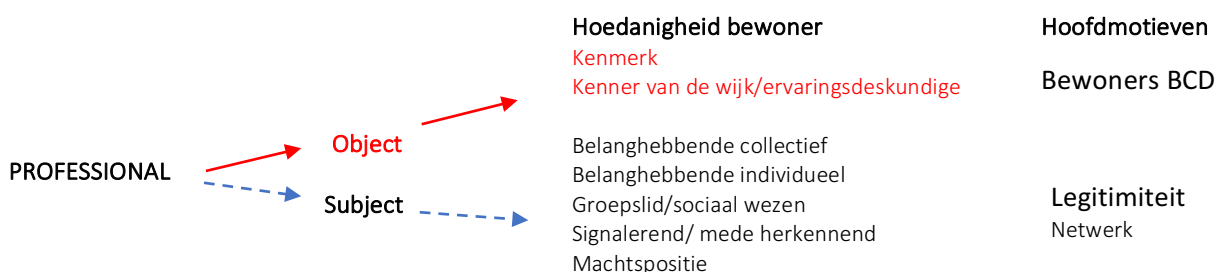 Hoedanigheid bewoner
Hoofdmotieven
Kenmerk
Kenner van de wijk/ervaringsdeskundige
Bewoners BCD
Object
Belanghebbende collectief
PROFESSIONAL
Belanghebbende individueel
Subject
Groepslid/sociaal wezen
Legitimiteit
Signalerend/ mede herkennend
Netwerk
Machtspositie